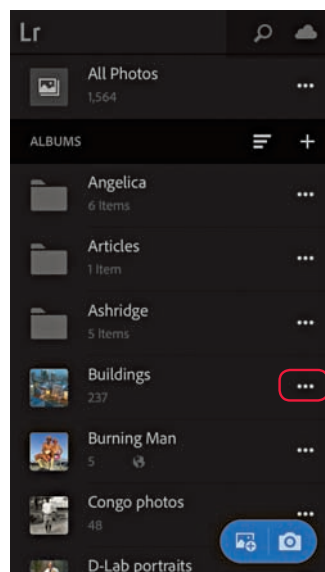 Lr
All Photos
1,564
ALBUMS
Angelica
6 Items
Articles
1 Item
Ashridge
5 Items
Buildings
237
Burning Man
5
Congo photos
48
D-Lab portraits